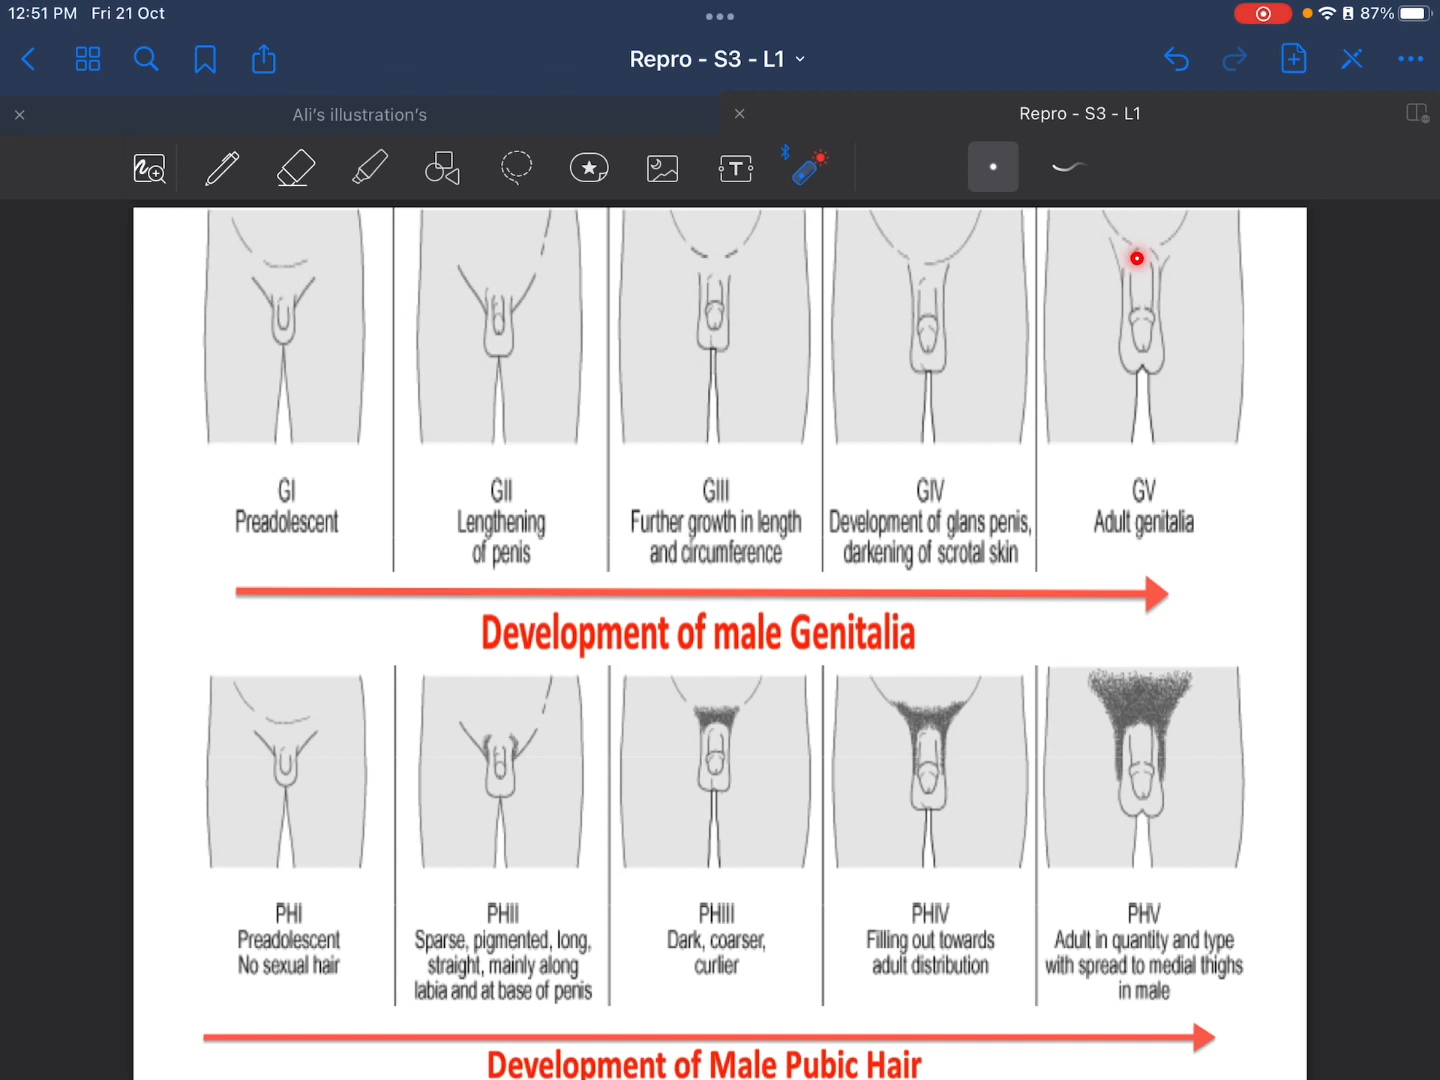 12:51 PM Fri 21 Oct
87%
Repro - S3 - L1
Ali's illustration's
Repro - S3 - L1
T
GI
Preadolescent
GII
Lengthening
of penis
GIII
Further growth in length
and circumference
GIV
Development of glans penis,
darkening of scrotal skin
GV
Adult genitalia
Development of male Genitalia
PHI
Preadolescent
No sexual hair
PHII
Sparse, pigmented, long,
straight, mainly along
labia and at base of penis
PHIII
Dark, coarser,
curlier
PHIV
Filling out towards
adult distribution
PHV
Adult in quantity and type
with spread to medial thighs
in male
Development of Male Pubic Hair